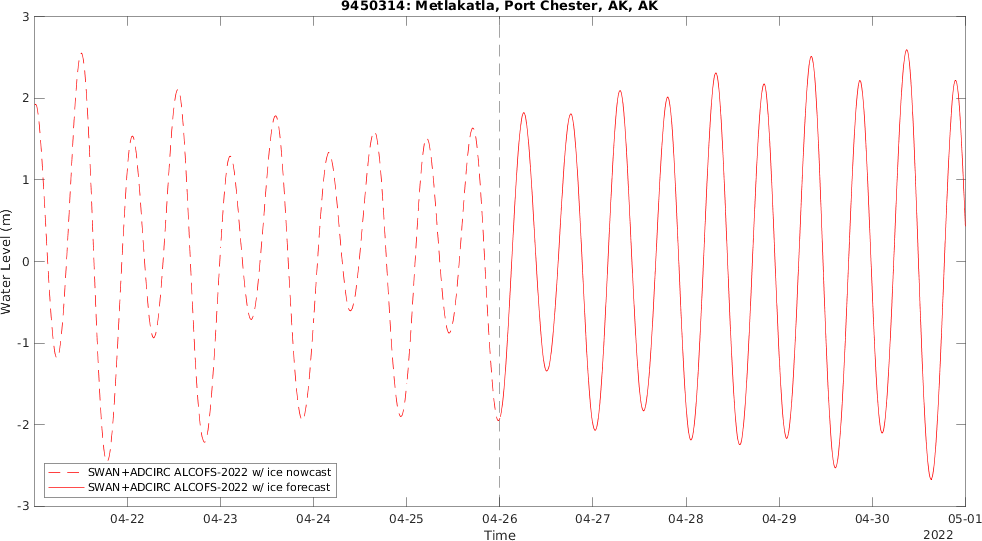 9450314: Metlakatla, Port Chester, AK, AK
3
2
1
0
-1
-2
-3
Water Level (m)
SWAN+ADCIRC ALCOFS-2022 w/ ice nowcast
SWAN+ADCIRC ALCOFS-2022 w/ ice forecast
04-22 04-23 04-24 04-25 04-26 04-27 04-28 04-29 04-30 05-01
Time
2022